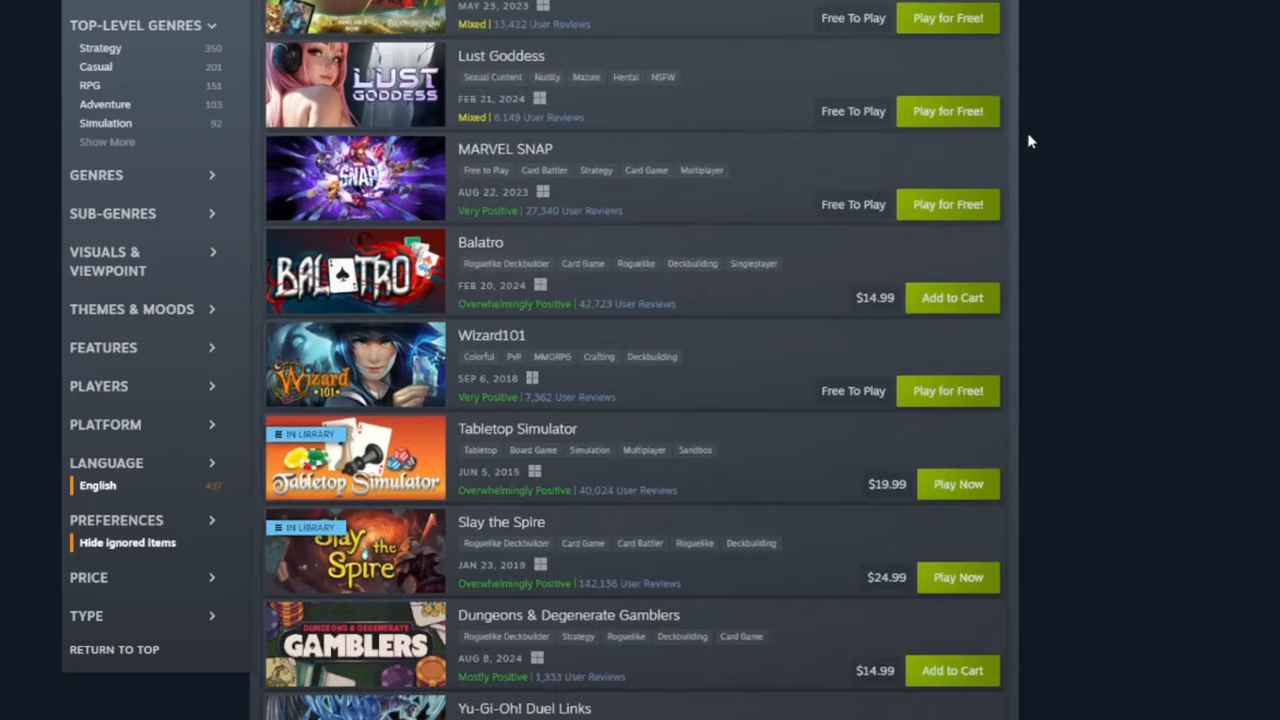 MAY 23, 2023
Mixed | 13,422 User Reviews
Free To Play
Play for Free!
TOP-LEVEL GENRES
Strategy 350
Casual 201
RPG 151
Adventure 103
Simulation 92
Show More
GENRES
SUB-GENRES
VISUALS &
VIEWPOINT
THEMES & MOODS
FEATURES
PLAYERS
PLATFORM
LANGUAGE
English 437
PREFERENCES
Hide ignored items
PRICE
TYPE
RETURN TO TOP
LUST
GODDESS
Lust Goddess
Sexual Content Nudity Mature Hentai NSFW
FEB 21, 2024
Mixed | 6,149 User Reviews
Free To Play
Play for Free!
SNAP
MARVEL SNAP
Free to Play Card Battler Strategy Card Game Multiplayer
AUG 22, 2023
Very Positive | 27,340 User Reviews
Free To Play
Play for Free!
BALATRO
Balatro
Roguelike Deckbuilder Card Game Roguelike Deckbuilding Singleplayer
FEB 20, 2024
Overwhelmingly Positive | 42,723 User Reviews
$14.99
Add to Cart
Wizard
101
Wizard101
Colorful PvP MMORPG Crafting Deckbuilding
SEP 6, 2018
Very Positive | 7,362 User Reviews
Free To Play
Play for Free!
IN LIBRARY
Tabletop Simulator
Tabletop Simulator
Tabletop Board Game Simulation Multiplayer Sandbox
JUN 5, 2015
Overwhelmingly Positive | 40,024 User Reviews
$19.99
Play Now
IN LIBRARY
Slay the
Spire
Slay the Spire
Roguelike Deckbuilder Card Game Card Battler Roguelike Deckbuilding
JAN 23, 2019
Overwhelmingly Positive | 142,136 User Reviews
$24.99
Play Now
DUNGEONS & DEGENERATE
GAMBLERS
Dungeons & Degenerate Gamblers
Roguelike Deckbuilder Strategy Roguelike Deckbuilding Card Game
AUG 8, 2024
Mostly Positive | 1,333 User Reviews
$14.99
Add to Cart
Yu-Gi-Oh! Duel Links